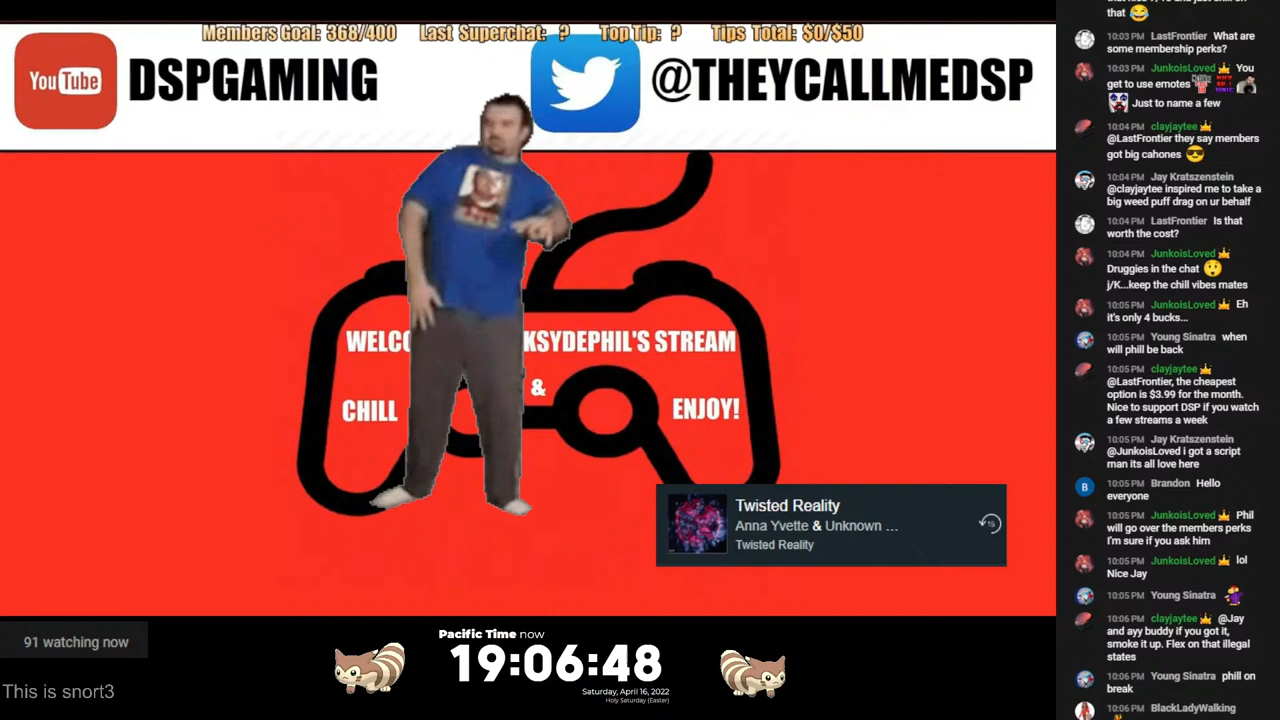 Members Goal: 368/400 Last Superchat: ? Top Tip: ? Tips Total: $0/$50
YouTube DSPGAMING @THEYCALLMEDSP
KSYDEPHIL'S STREAM
&
CHILL ENJOY!
Twisted Reality
Anna Yvette & Unknown ...
Twisted Reality
15
91 watching now
This is snort3
Pacific Time now
19:06:48
Saturday, April 16, 2022
Holy Saturday (Easter)
that 😂
10:03 PM LastFrontier What are
some membership perks?
10:03 PM JunkoisLoved You
get to use emotes
Just to name a few
10:04 PM clayjaytee
@LastFrontier they say members
got big cahones 😎
10:04 PM Jay Kratszenstein
@clayjaytee inspired me to take a
big weed puff drag on ur behalf
10:04 PM LastFrontier Is that
worth the cost?
10:04 PM JunkoisLoved
Druggies in the chat 😲
j/K...keep the chill vibes mates
10:05 PM JunkoisLoved Eh
it's only 4 bucks...
10:05 PM Young Sinatra when
will phill be back
10:05 PM clayjaytee
@LastFrontier, the cheapest
option is $3.99 for the month.
Nice to support DSP if you watch
a few streams a week
10:05 PM Jay Kratszenstein
@JunkoisLoved i got a script
man its all love here
10:05 PM Brandon Hello
everyone
B
10:05 PM JunkoisLoved Phil
will go over the members perks
I'm sure if you ask him
10:05 PM JunkoisLoved lol
Nice Jay
10:05 PM Young Sinatra
10:06 PM clayjaytee @Jay
and ayy buddy if you got it,
smoke it up. Flex on that illegal
states
10:06 PM Young Sinatra phill on
break
10:06 PM BlackLadyWalking